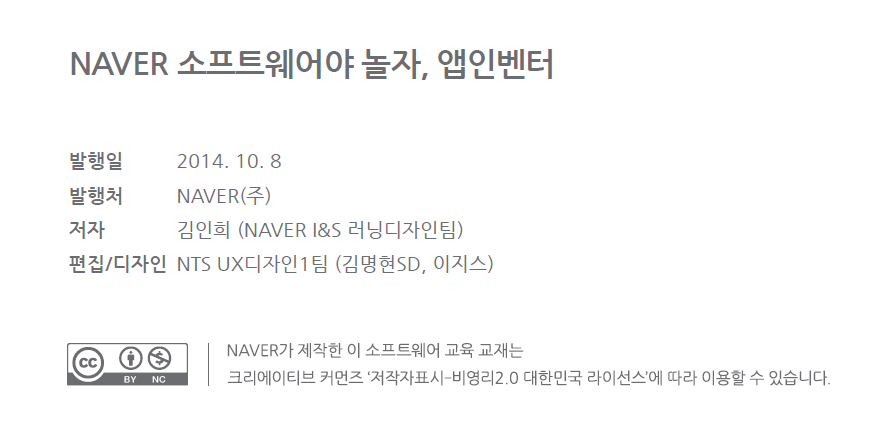 NAVER 소프트웨어야 놀자, 앱인벤터
발행일 2014. 10. 8
발행처 NAVER(주)
저자 김인희 (NAVER I&S 러닝디자인팀)
편집/디자인 NTS UX디자인1팀 (김명현SD, 이지스)
cc BY NC
NAVER가 제작한 이 소프트웨어 교육 교재는
크리에이티브 커먼즈 ‘저작자표시-비영리2.0 대한민국 라이선스’에 따라 이용할 수 있습니다.